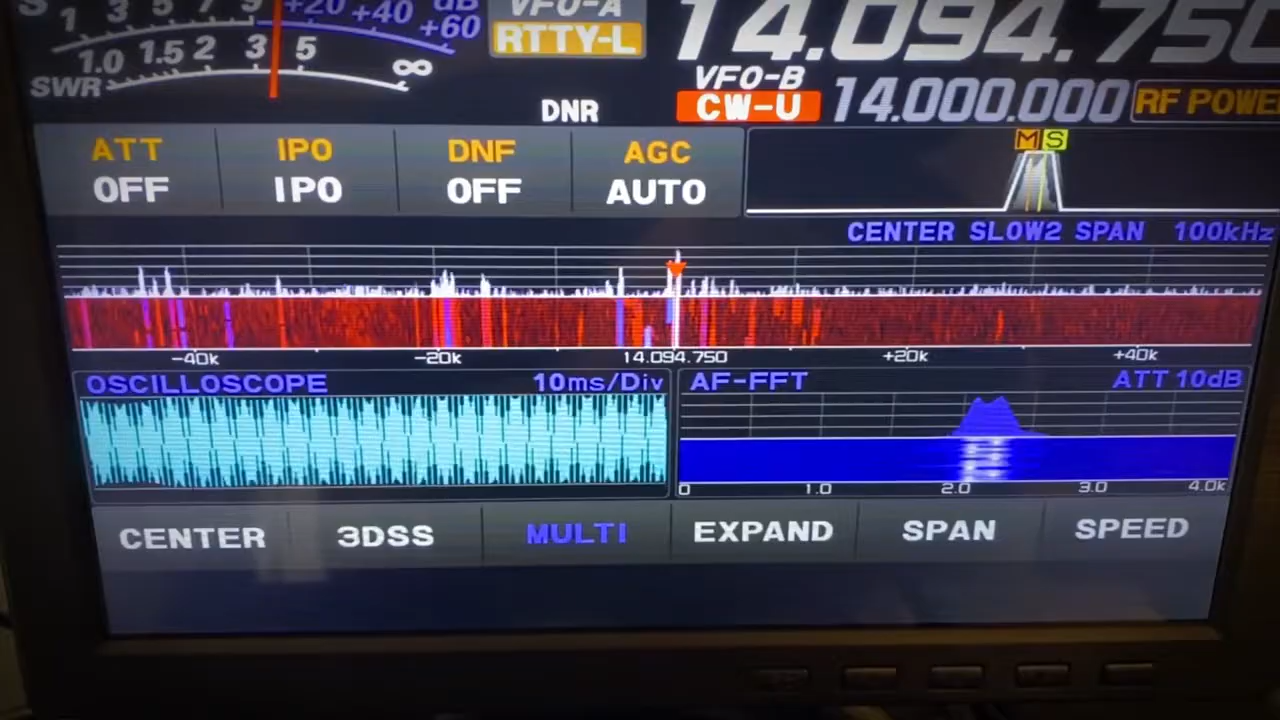 S 1 3 5 7 9 +20 +40 dB +60
VFO-A
RTTY-L
14.094.750
1.0 1.5 2 3 5 ∞
SWR
DNR
VFO-B
CW-U
14.000.000
ATT IPO DNF AGC
OFF IPO OFF AUTO
M S
CENTER SLOW2 SPAN 100kHz
-40k -20k 14.094.750 +20k +40k
OSCILLOSCOPE 10ms/Div AF-FFT ATT 10dB
0 1.0 2.0 3.0 4.0k
CENTER 3DSS MULTI EXPAND SPAN SPEED